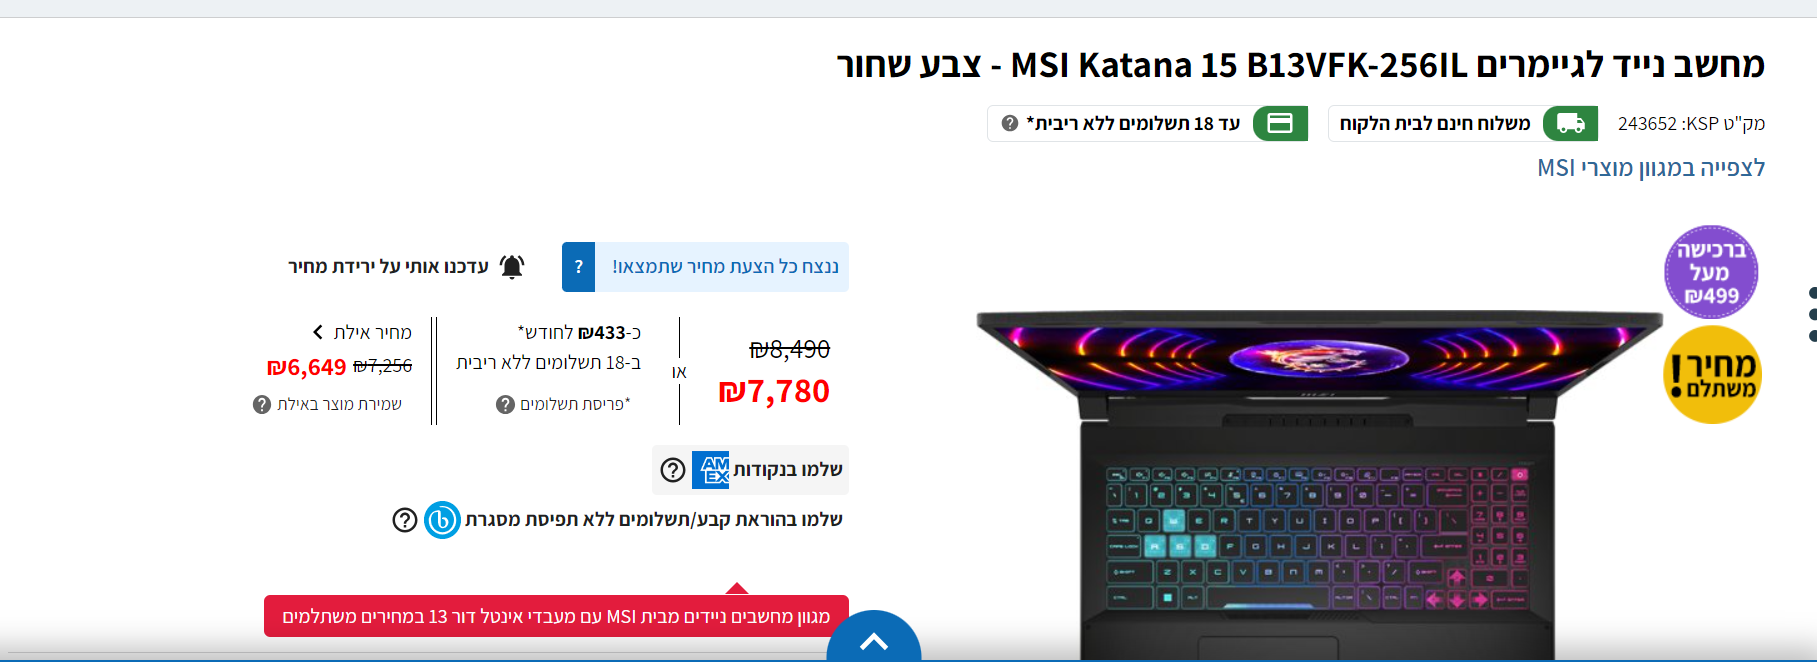 מחשב נייד לגיימרים MSI Katana 15 B13VFK-256IL - צבע שחור
מק"ט KSP: 243652
משלוח חינם לבית הלקוח
עד 18 תשלומים ללא ריבית*
לצפייה במגוון מוצרי MSI
ברכישה
מעל
₪499
מחיר!
משתלם
ננצח כל הצעת מחיר שתמצאו!
?
עדכנו אותי על ירידת מחיר
₪8,490
₪7,780
או
כ-₪433 לחודש*
ב-18 תשלומים ללא ריבית
*פריסת תשלומים
מחיר אילת
₪7,256 ₪6,649
שמירת מוצר באילת
שלמו בנקודות
AM
EX
שלמו בהוראת קבע/תשלומים ללא תפיסת מסגרת
מגוון מחשבים ניידים מבית MSI עם מעבדי אינטל דור 13 במחירים משתלמים